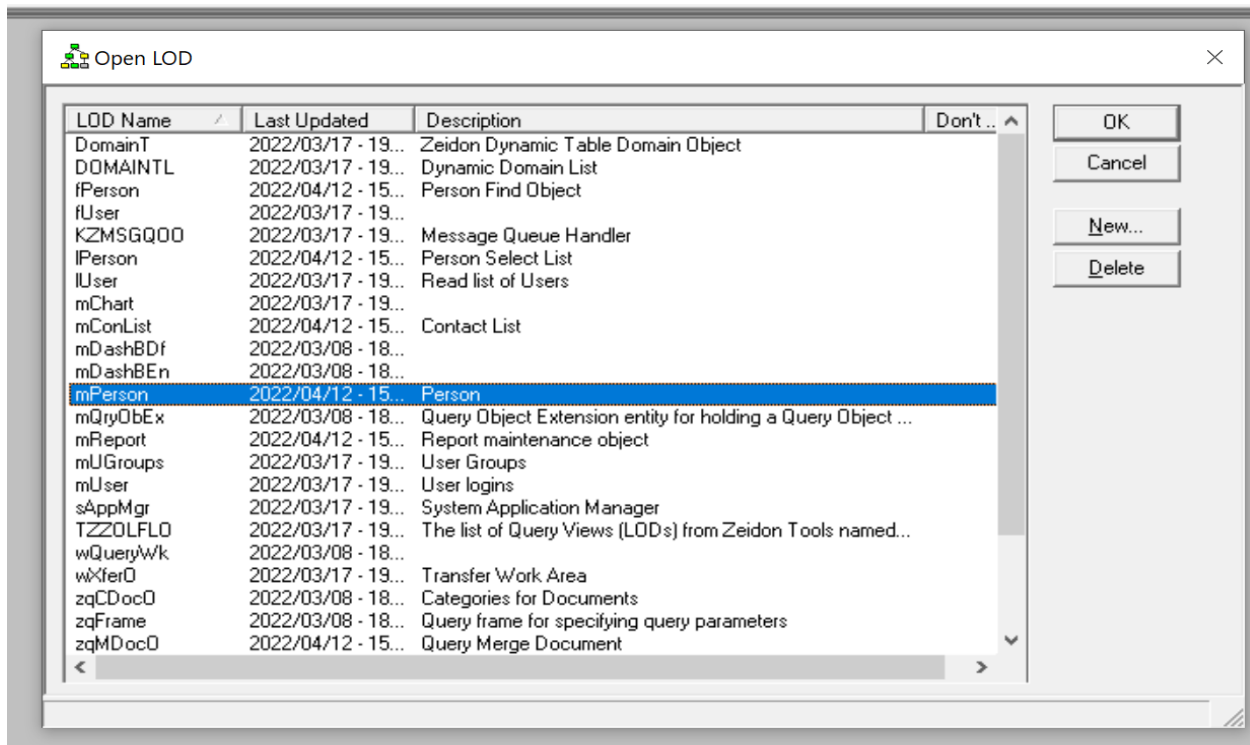 Open LOD
LOD Name Last Updated Description Don't ..
DomainT 2022/03/17 - 19... Zeidon Dynamic Table Domain Object
DOMAINTL 2022/03/17 - 19... Dynamic Domain List
fPerson 2022/04/12 - 15... Person Find Object
fUser 2022/03/17 - 19...
KZMSGQOO 2022/03/17 - 19... Message Queue Handler
lPerson 2022/04/12 - 15... Person Select List
lUser 2022/03/17 - 19... Read list of Users
mChart 2022/03/17 - 19...
mConList 2022/04/12 - 15... Contact List
mDashBDf 2022/03/08 - 18...
mDashBEn 2022/03/08 - 18...
mPerson 2022/04/12 - 15... Person
mQryObEx 2022/03/08 - 18... Query Object Extension entity for holding a Query Object ...
mReport 2022/04/12 - 15... Report maintenance object
mUGroups 2022/03/17 - 19... User Groups
mUser 2022/03/17 - 19... User logins
sAppMgr 2022/03/17 - 19... System Application Manager
TZZOLFLO 2022/03/17 - 19... The list of Query Views (LODs) from Zeidon Tools named...
wQueryWk 2022/03/08 - 18...
wXferO 2022/03/17 - 19... Transfer Work Area
zqCDocO 2022/03/08 - 18... Categories for Documents
zqFrame 2022/03/08 - 18... Query frame for specifying query parameters
zqMDocO 2022/04/12 - 15... Query Merge Document
OK
Cancel
New...
Delete